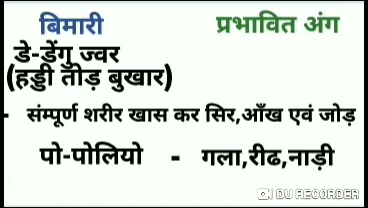 बिमारी प्रभावित अंग
डे-डेंगु ज्वर
(हड्डी तोड़ बुखार)
- संम्पूर्ण शरीर खास कर सिर,आँख एवं जोड़
पो-पोलियो - गला,रीढ,नाड़ी
DU RECORDER